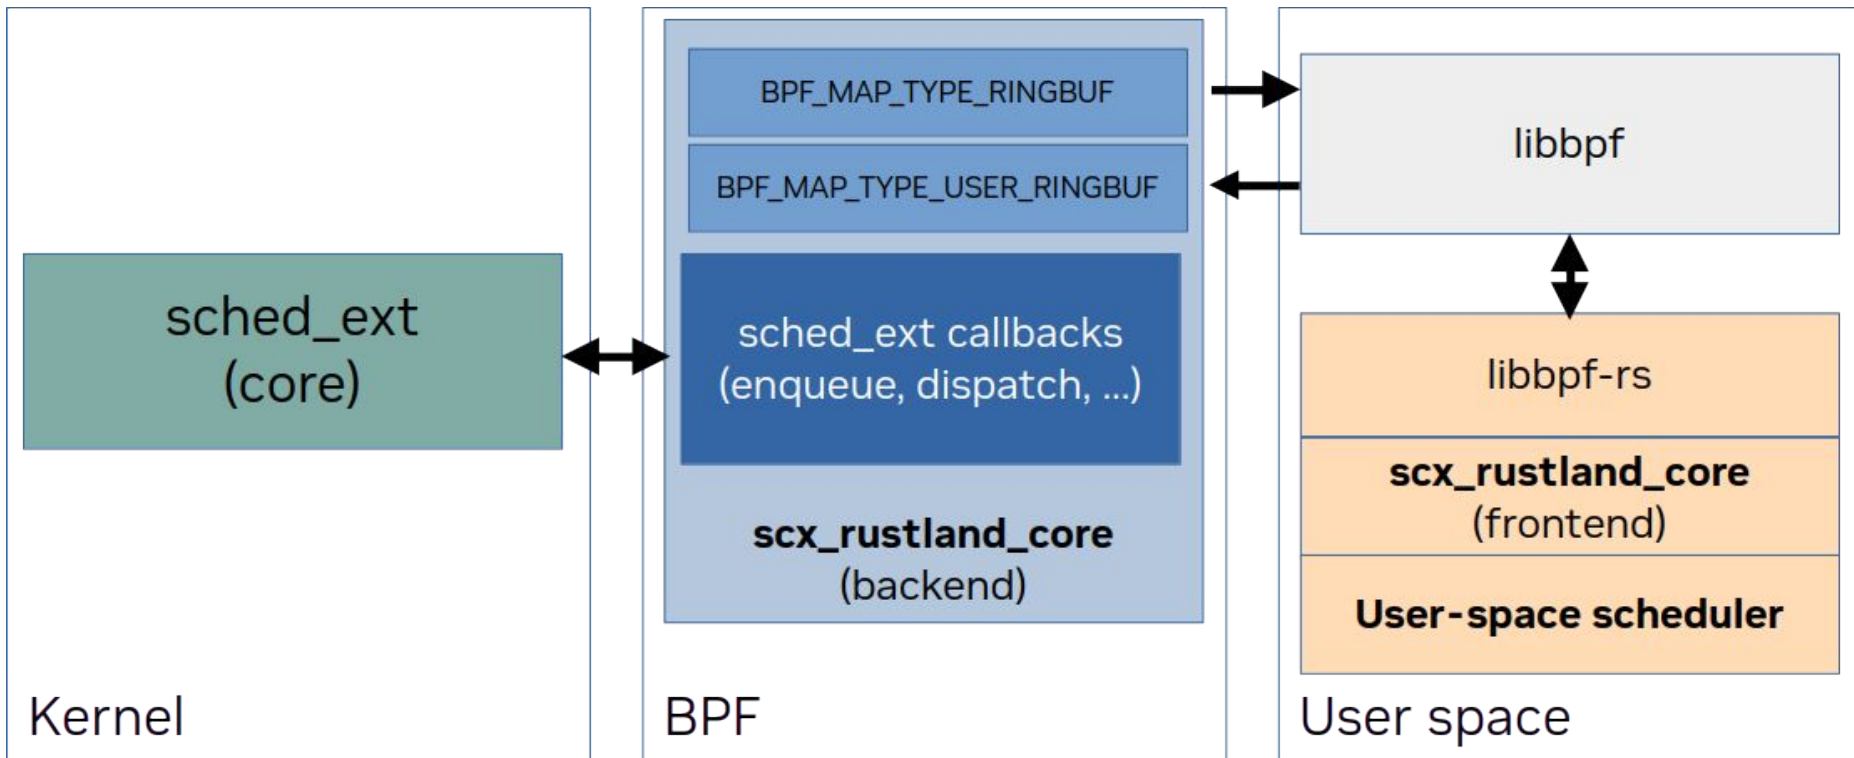 sched_ext
(core)
Kernel
BPF_MAP_TYPE_RINGBUF
BPF_MAP_TYPE_USER_RINGBUF
sched_ext callbacks
(enqueue, dispatch, ...)
scx_rustland_core
(backend)
BPF
libbpf
libbpf-rs
scx_rustland_core
(frontend)
User-space scheduler
User space